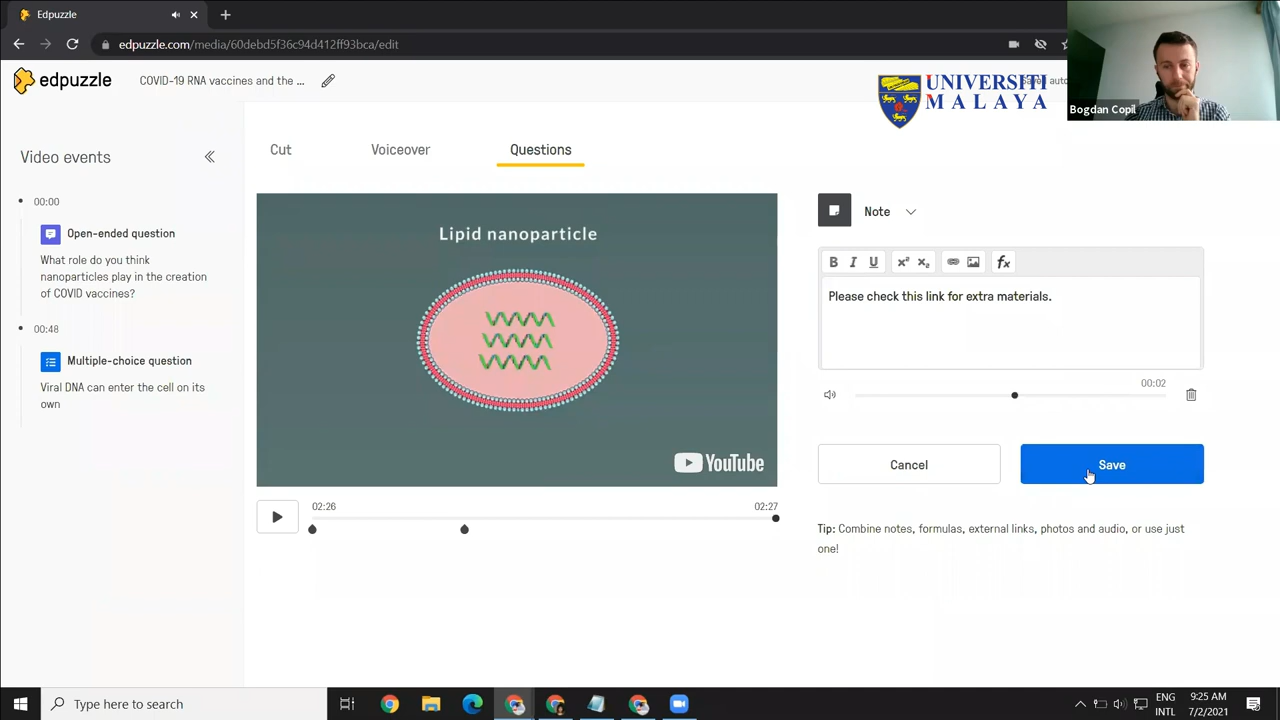 Edpuzzle
edpuzzle.com/media/60debd5f36c94d412ff93bca/edit
edpuzzle
COVID-19 RNA vaccines and the ...
UNIVERSITI
MALAYA
Bogdan Copil
Video events
Cut
Voiceover
Questions
00:00
Open-ended question
What role do you think
nanoparticles play in the creation
of COVID vaccines?
00:48
Multiple-choice question
Viral DNA can enter the cell on its
own
Lipid nanoparticle
YouTube
02:26
02:27
Note
B I U x² x₂ fx
Please check this link for extra materials.
00:02
Cancel
Save
Tip: Combine notes, formulas, external links, photos and audio, or use just
one!
Type here to search
ENG
INTL
9:25 AM
7/2/2021